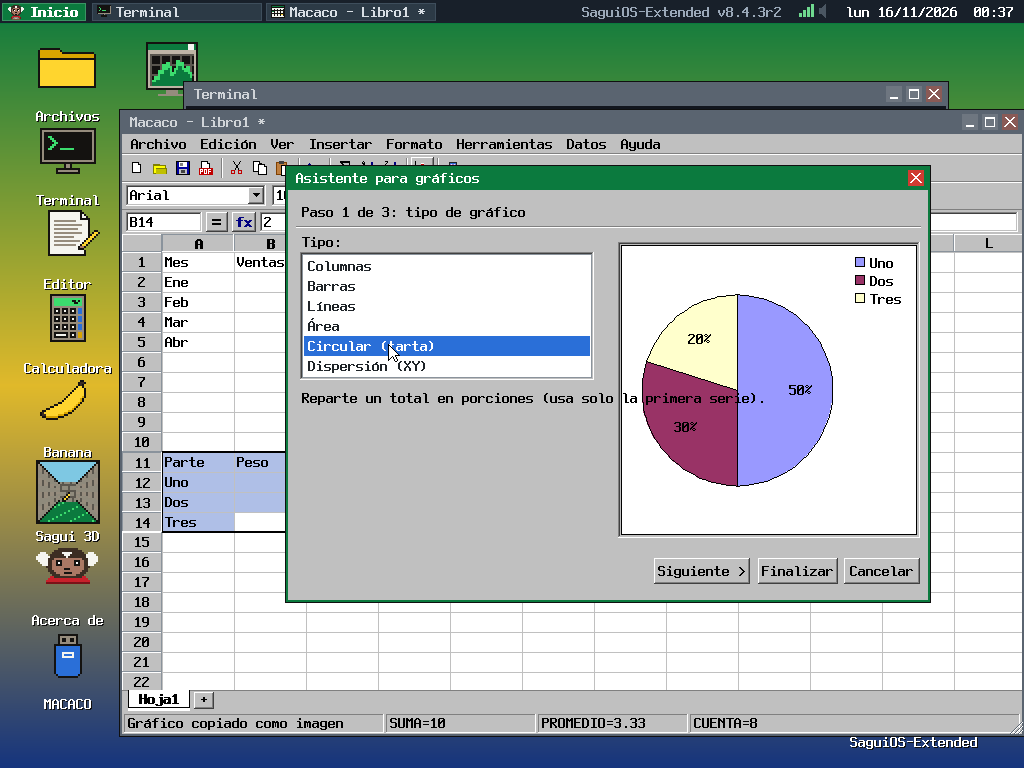 Inicio
Terminal
Macaco - Libro1 *
SaguiOS-Extended v8.4.3r2
lun 16/11/2026
00:37
Archivos
Terminal
Editor
Calculadora
Banana
Sagui 3D
Acerca de
MACACO
Terminal
Macaco - Libro1 *
Archivo Edición Ver Insertar Formato Herramientas Datos Ayuda
PDF
Arial
B14 = fx 2
A B L
1 Mes Ventas
2 Ene
3 Feb
4 Mar
5 Abr
6
7
8
9
10
11 Parte Peso
12 Uno
13 Dos
14 Tres
15
16
17
18
19
20
21
22
Asistente para gráficos
Paso 1 de 3: tipo de gráfico
Tipo:
Columnas
Barras
Líneas
Área
Circular (tarta)
Dispersión (XY)
Reparte un total en porciones (usa solo la primera serie).
Uno
Dos
Tres
20%
50%
30%
Siguiente >
Finalizar
Cancelar
Hoja1 +
Gráfico copiado como imagen
SUMA=10
PROMEDIO=3.33
CUENTA=8
SaguiOS-Extended